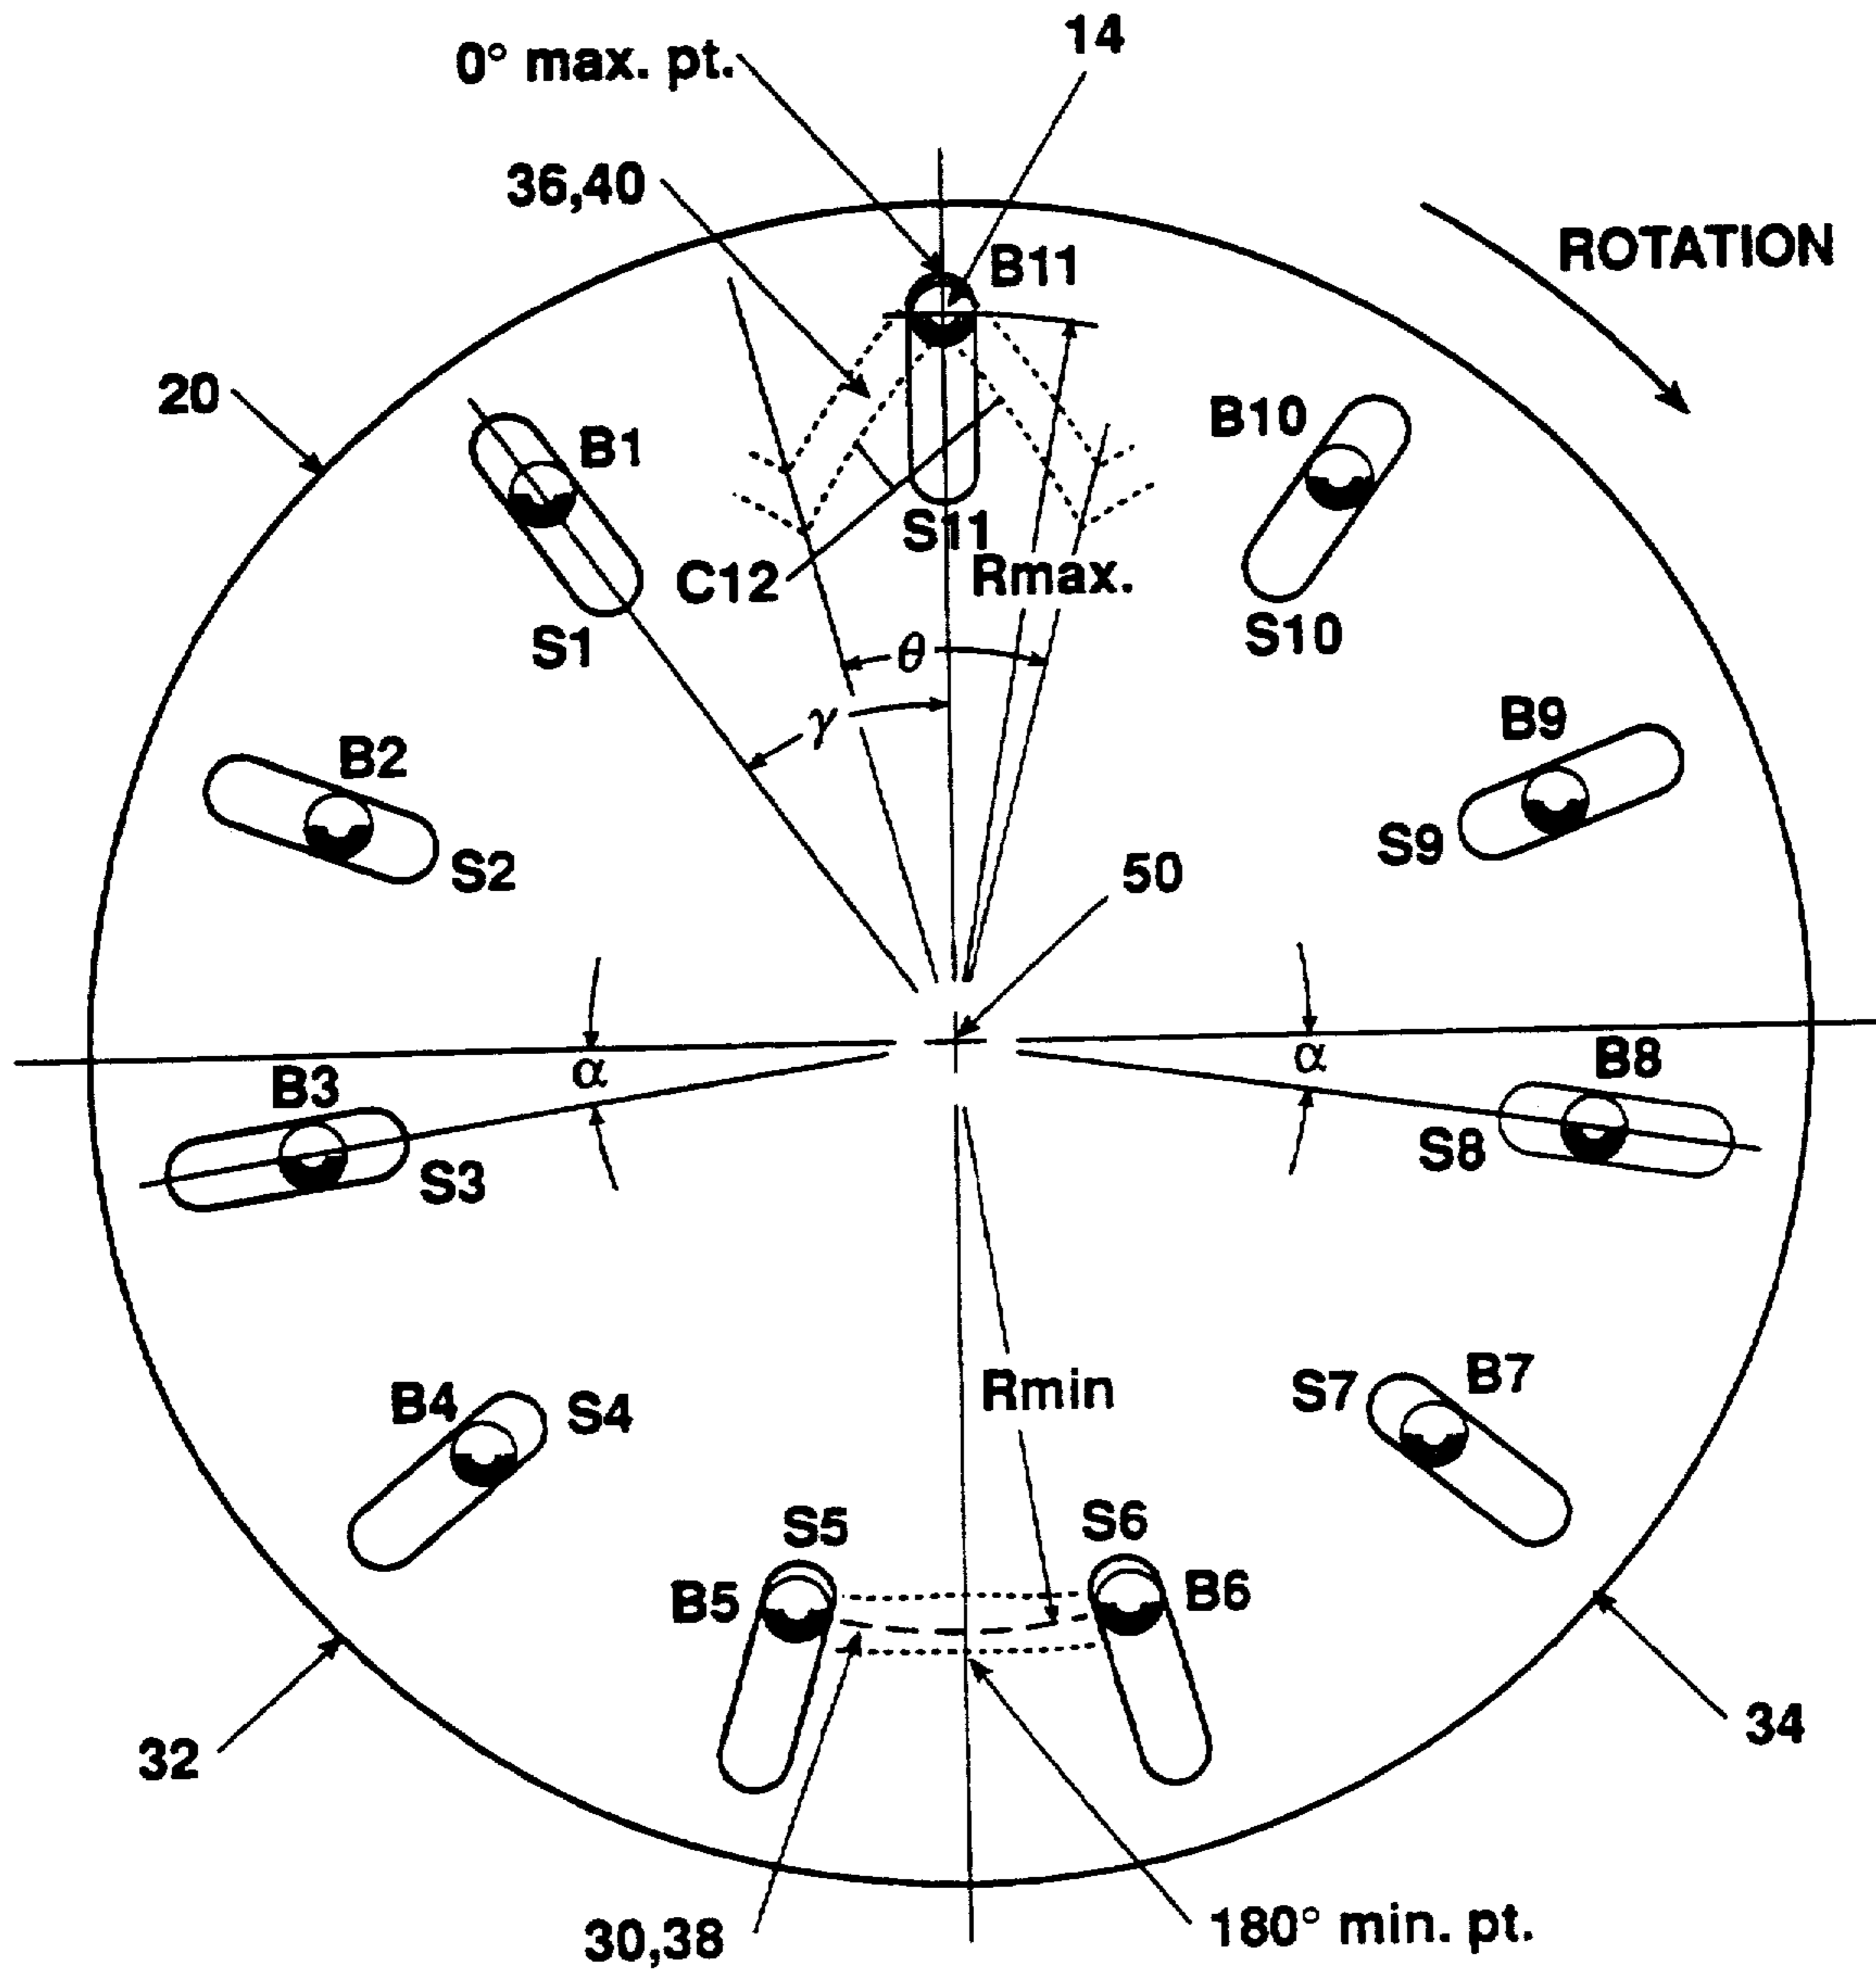 14
0° max. pt.
36,40
B11
ROTATION
20
B10
B1
S11
C12
Rmax.
S10
S1
θ
γ
B9
B2
S9
S2
50
α
α
B8
B3
S8
S3
Rmin
B7
S7
B4
S4
S5
S6
B5
B6
32
34
30,38
180° min. pt.